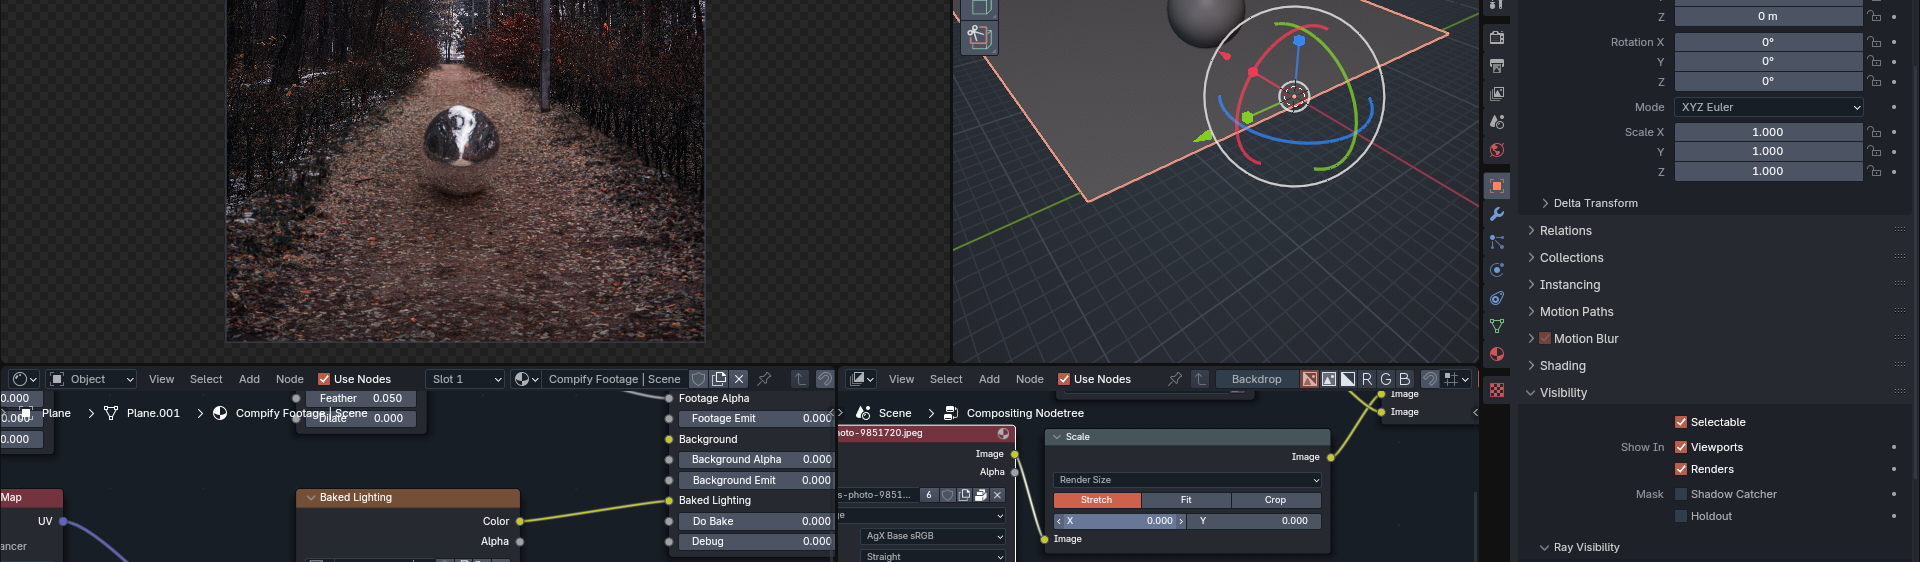 Z 0 m
Rotation X 0°
Y 0°
Z 0°
Mode XYZ Euler
Scale X 1.000
Y 1.000
Z 1.000
Delta Transform
Relations
Collections
Instancing
Motion Paths
Motion Blur
Shading
Visibility
Selectable
Show In Viewports
Renders
Mask Shadow Catcher
Holdout
Ray Visibility
Object View Select Add Node Use Nodes Slot 1 Compify Footage | Scene
0.000
Plane Plane.001 Compify Footage | Scene
0.000
0.000
Feather 0.050
Dilate 0.000
Map
UV
ancer
Baked Lighting
Color
Alpha
Footage Alpha
Footage Emit 0.000
Background
Background Alpha 0.000
Background Emit 0.000
Baked Lighting
Do Bake 0.000
Debug 0.000
View Select Add Node Use Nodes Backdrop R G B
Scene Compositing Nodetree
oto-9851720.jpeg
Image
Alpha
s-photo-9851... 6
ge
AgX Base sRGB
Straight
Scale
Image
Render Size
Stretch Fit Crop
X 0.000 Y 0.000
Image
Image
Image